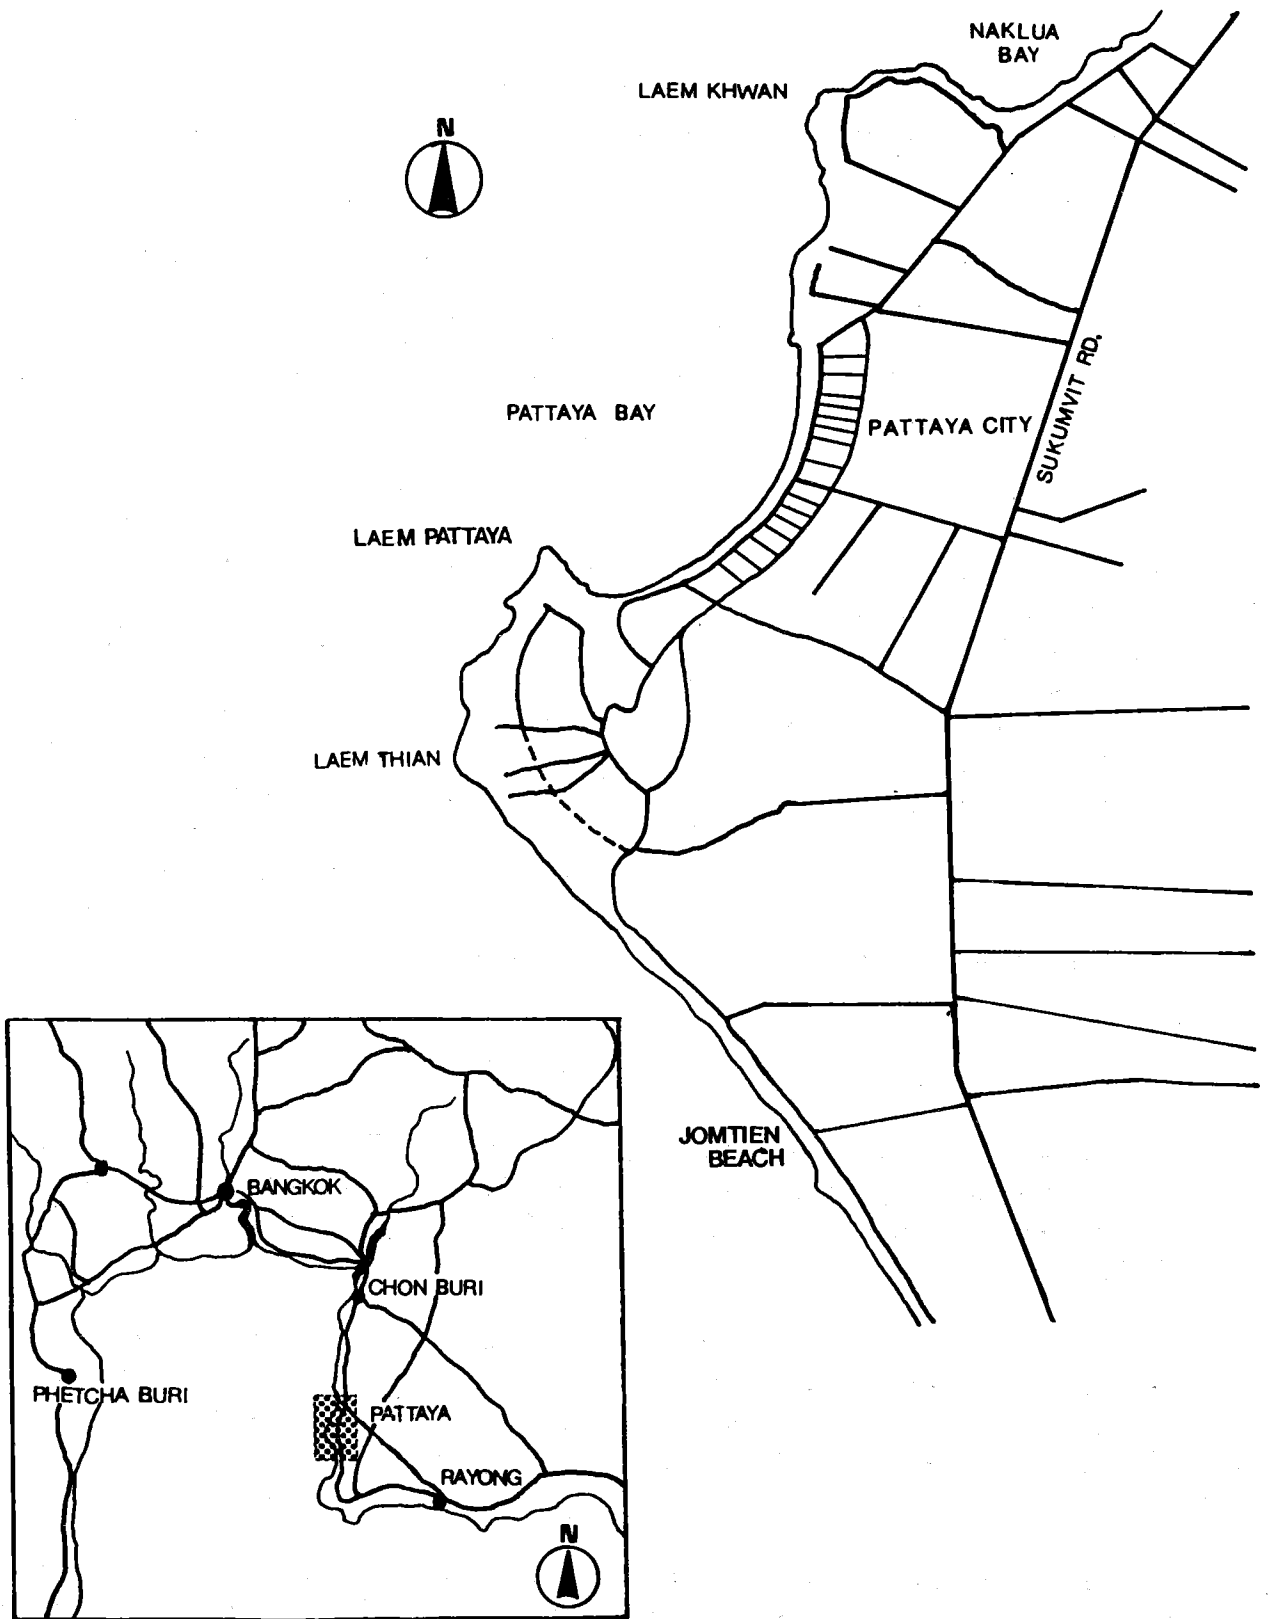 NAKLUA
BAY
LAEM KHWAN
N
SUKUMVIT RD.
PATTAYA BAY
PATTAYA CITY
LAEM PATTAYA
LAEM THIAN
JOMTIEN
BEACH
BANGKOK
CHON BURI
PHETCHA BURI
PATTAYA
RAYONG
N